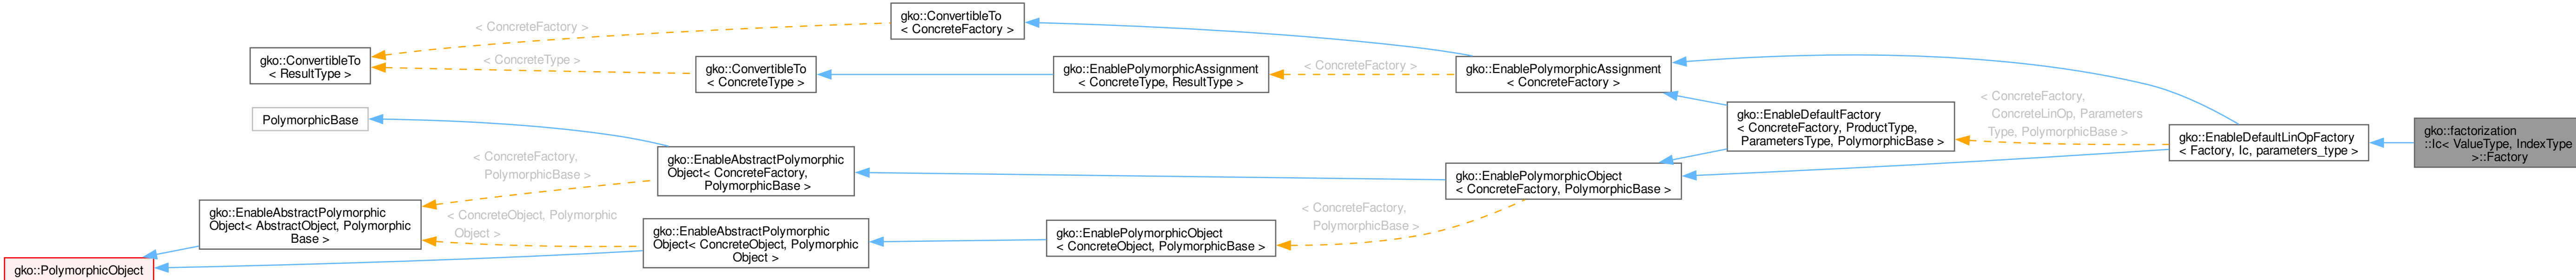 gko::ConvertibleTo
< ConcreteFactory >
< ConcreteFactory >
gko::ConvertibleTo
< ResultType >
< ConcreteType >
gko::ConvertibleTo
< ConcreteType >
gko::EnablePolymorphicAssignment
< ConcreteType, ResultType >
< ConcreteFactory >
gko::EnablePolymorphicAssignment
< ConcreteFactory >
PolymorphicBase
gko::EnableDefaultFactory
< ConcreteFactory, ProductType,
ParametersType, PolymorphicBase >
< ConcreteFactory,
ConcreteLinOp, Parameters
Type, PolymorphicBase >
gko::EnableDefaultLinOpFactory
< Factory, Ic, parameters_type >
gko::factorization
::Ic< ValueType, IndexType
>::Factory
< ConcreteFactory,
PolymorphicBase >
gko::EnableAbstractPolymorphic
Object< ConcreteFactory,
PolymorphicBase >
gko::EnablePolymorphicObject
< ConcreteFactory, PolymorphicBase >
gko::EnableAbstractPolymorphic
Object< AbstractObject, Polymorphic
Base >
< ConcreteObject, Polymorphic
Object >
gko::EnableAbstractPolymorphic
Object< ConcreteObject, Polymorphic
Object >
gko::EnablePolymorphicObject
< ConcreteObject, PolymorphicBase >
< ConcreteFactory,
PolymorphicBase >
gko::PolymorphicObject